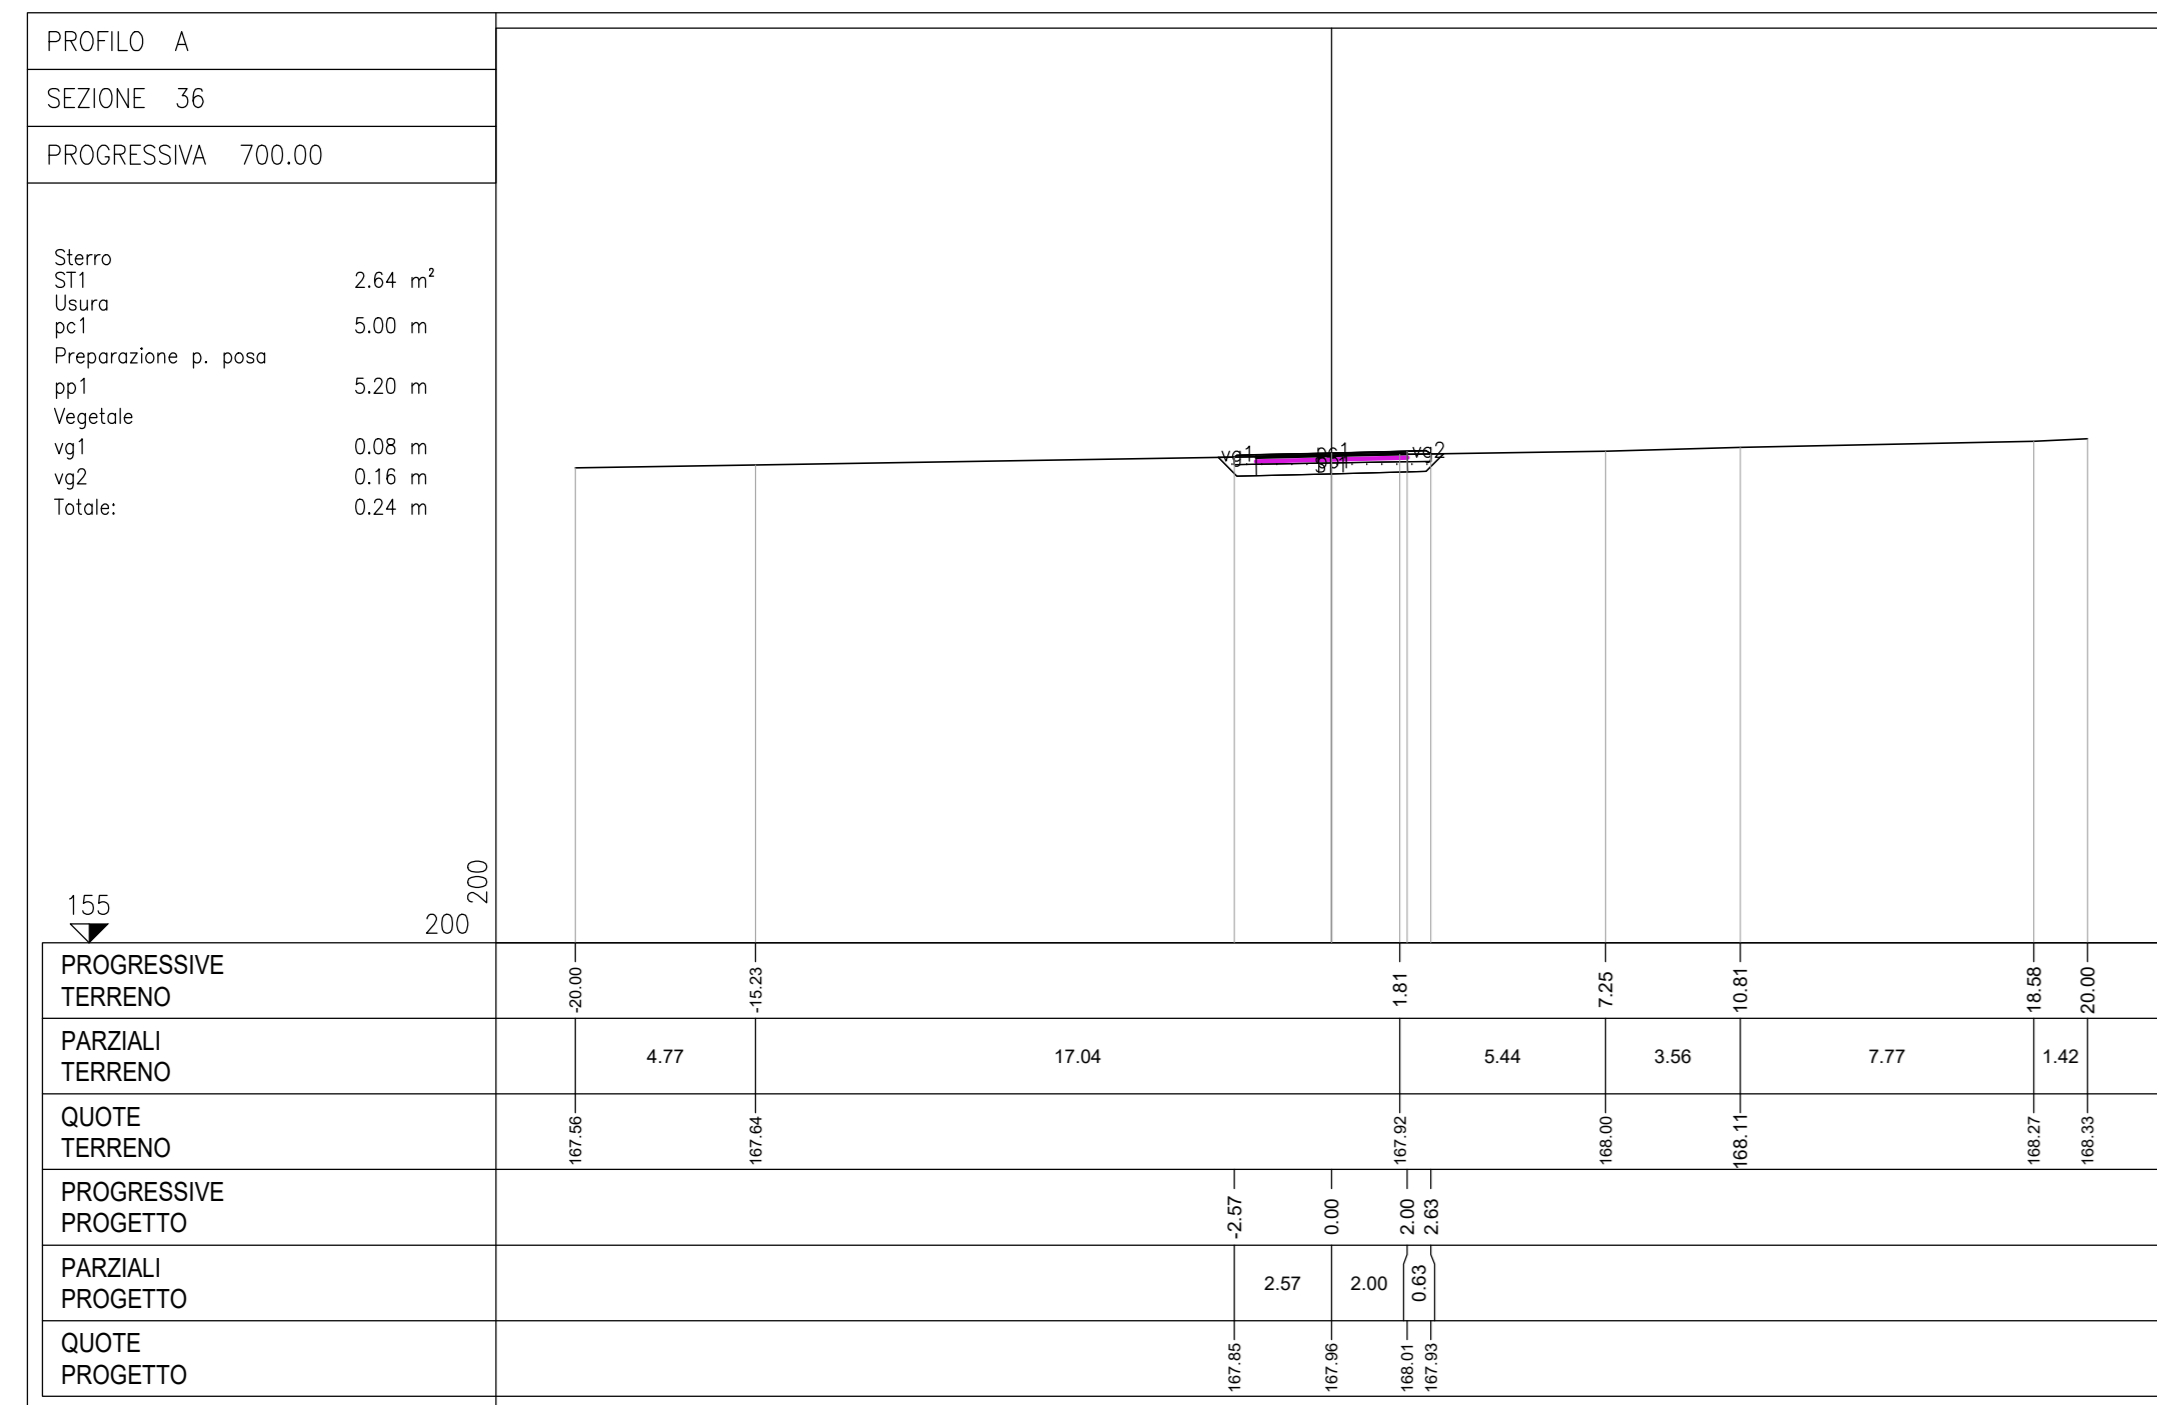 PROFILO A
SEZIONE 36
PROGRESSIVA 700.00
Sterro
ST1 2.64 m²
Usura
pc1 5.00 m
Preparazione p. posa
pp1 5.20 m
Vegetale
vg1 0.08 m
vg2 0.16 m
Totale: 0.24 m
vg1 pc1 vg2
155
200
200
PROGRESSIVE
TERRENO
-20.00 -15.23 1.81 7.25 10.81 18.58 20.00
PARZIALI
TERRENO
4.77 17.04 5.44 3.56 7.77 1.42
QUOTE
TERRENO
167.56 167.64 167.92 168.00 168.11 168.27 168.33
PROGRESSIVE
PROGETTO
-2.57 0.00 2.00 2.63
PARZIALI
PROGETTO
2.57 2.00 0.63
QUOTE
PROGETTO
167.85 167.96 168.01 167.93